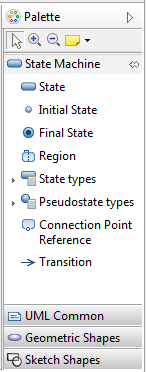 Palette
State Machine
State
Initial State
Final State
Region
State types
Pseudostate types
Connection Point
Reference
Transition
UML Common
Geometric Shapes
Sketch Shapes